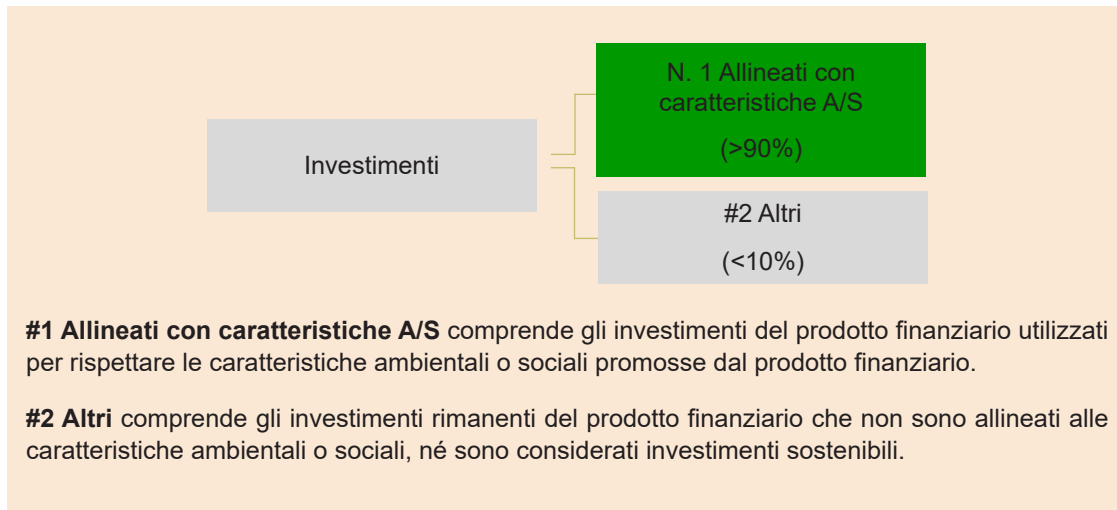 N. 1 Allineati con
caratteristiche A/S
(>90%)
Investimenti
#2 Altri
(<10%)
#1 Allineati con caratteristiche A/S comprende gli investimenti del prodotto finanziario utilizzati
per rispettare le caratteristiche ambientali o sociali promosse dal prodotto finanziario.
#2 Altri comprende gli investimenti rimanenti del prodotto finanziario che non sono allineati alle
caratteristiche ambientali o sociali, né sono considerati investimenti sostenibili.